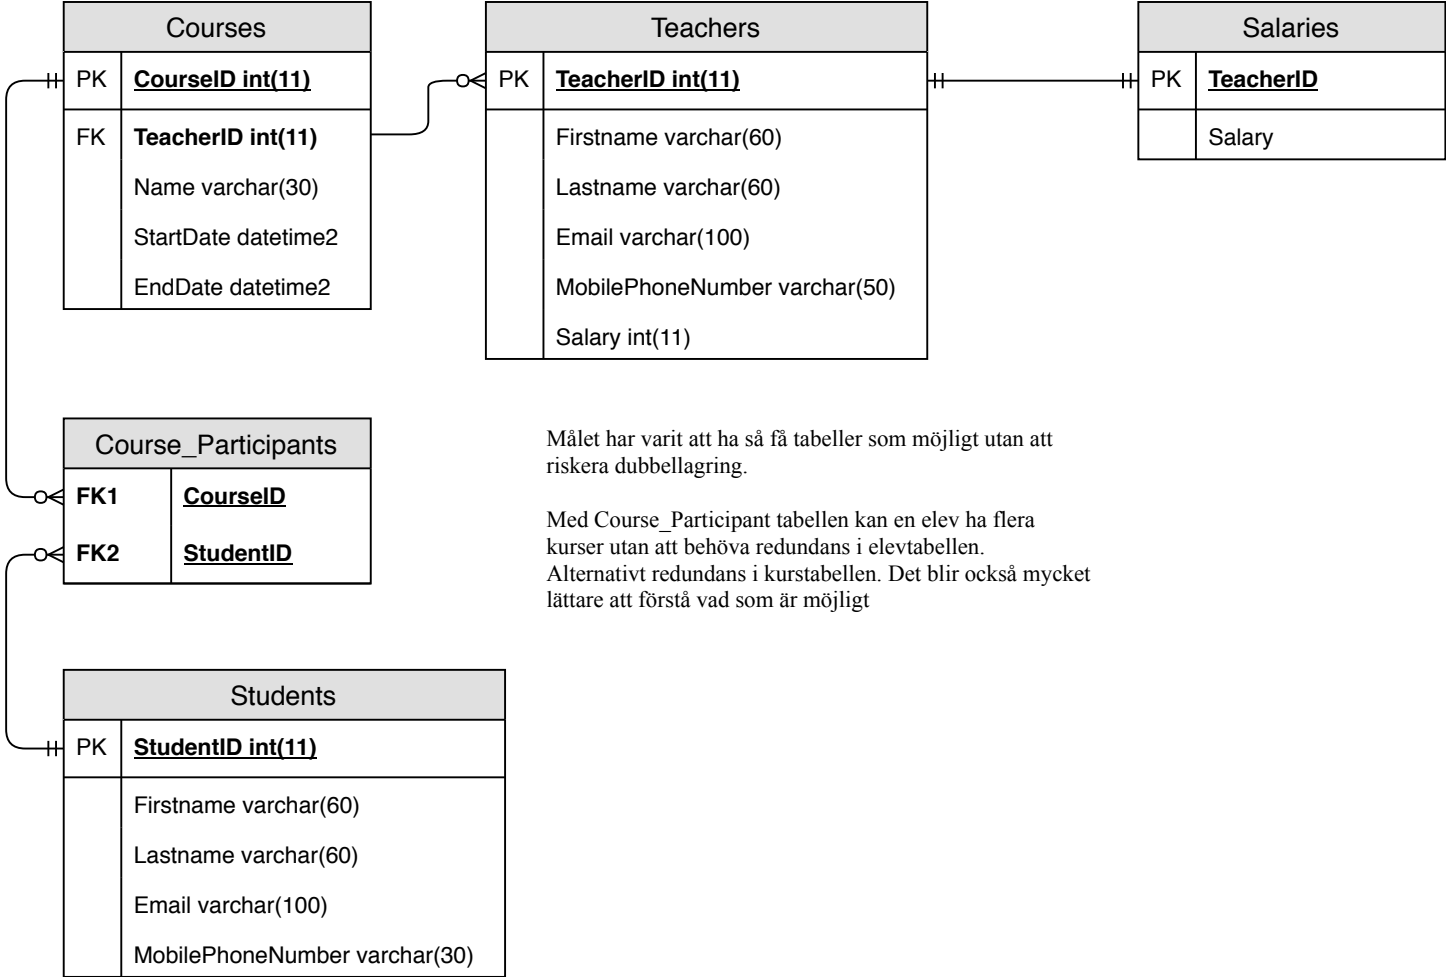 Courses
PK CourseID int(11)
FK TeacherID int(11)
Name varchar(30)
StartDate datetime2
EndDate datetime2
Teachers
PK TeacherID int(11)
Firstname varchar(60)
Lastname varchar(60)
Email varchar(100)
MobilePhoneNumber varchar(50)
Salary int(11)
Salaries
PK TeacherID
Salary
Course_Participants
FK1 CourseID
FK2 StudentID
Målet har varit att ha så få tabeller som möjligt utan att
riskera dubbellagring.
Med Course_Participant tabellen kan en elev ha flera
kurser utan att behöva redundans i elevtabellen.
Alternativt redundans i kurstabellen. Det blir också mycket
lättare att förstå vad som är möjligt
Students
PK StudentID int(11)
Firstname varchar(60)
Lastname varchar(60)
Email varchar(100)
MobilePhoneNumber varchar(30)